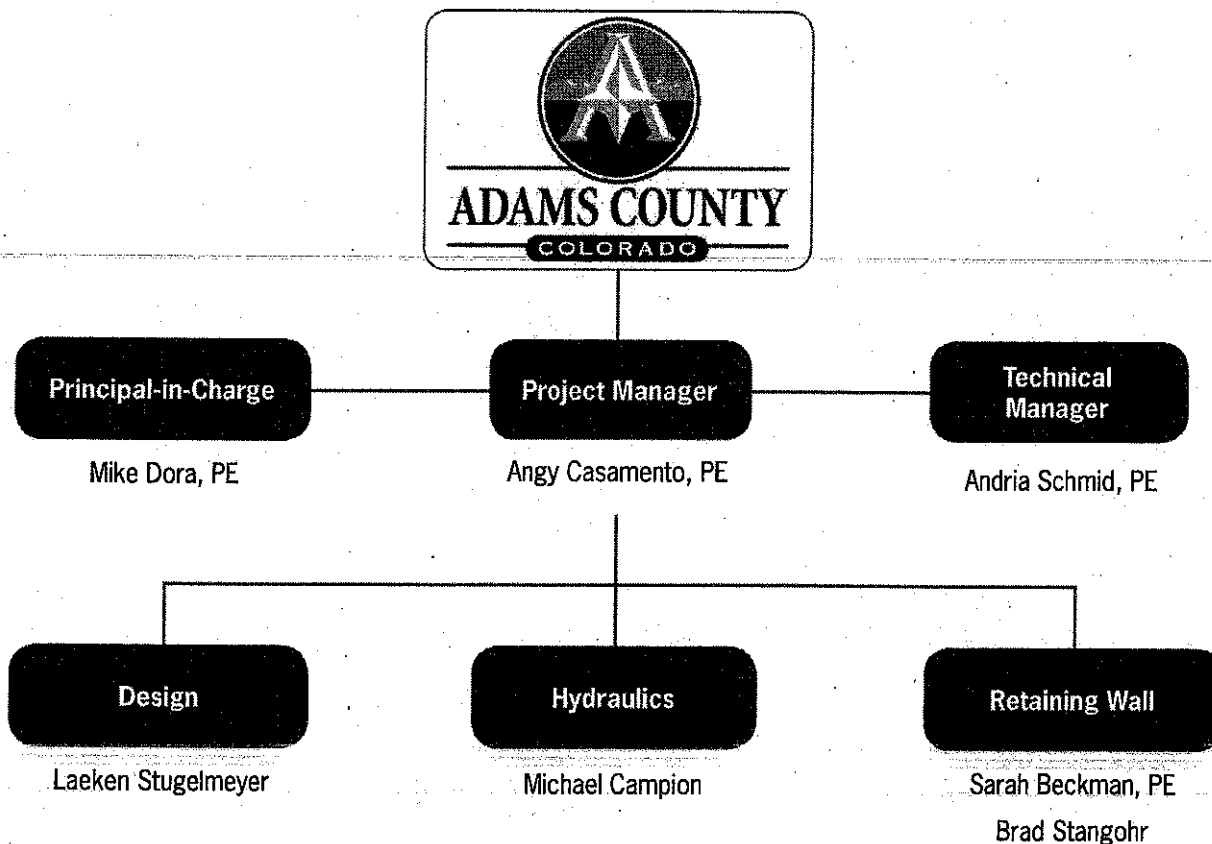 ADAMS COUNTY
COLORADO
Principal-in-Charge
Project Manager
Technical
Manager
Mike Dora, PE
Angy Casamento, PE
Andria Schmid, PE
Design
Hydraulics
Retaining Wall
Laeken Stugelmeyer
Michael Campion
Sarah Beckman, PE
Brad Stangohr